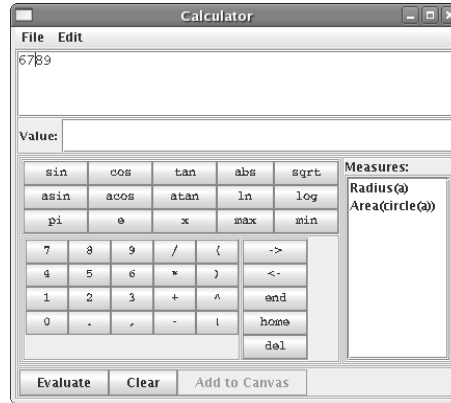 Calculator
File Edit
6789
Value:
sin cos tan abs sqrt
asin acos atan ln log
pi e x max min
Measures:
Radius(a)
Area(circle(a))
7 8 9 / ( ->
4 5 6 * ) <-
1 2 3 + ^ end
0 . , - home
del
Evaluate Clear Add to Canvas